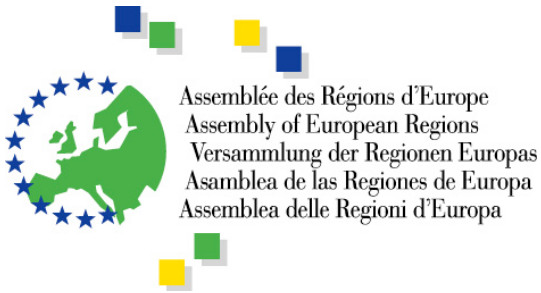 Assemblée des Régions d'Europe
Assembly of European Regions
Versammlung der Regionen Europas
Asamblea de las Regiones de Europa
Assemblea delle Regioni d'Europa